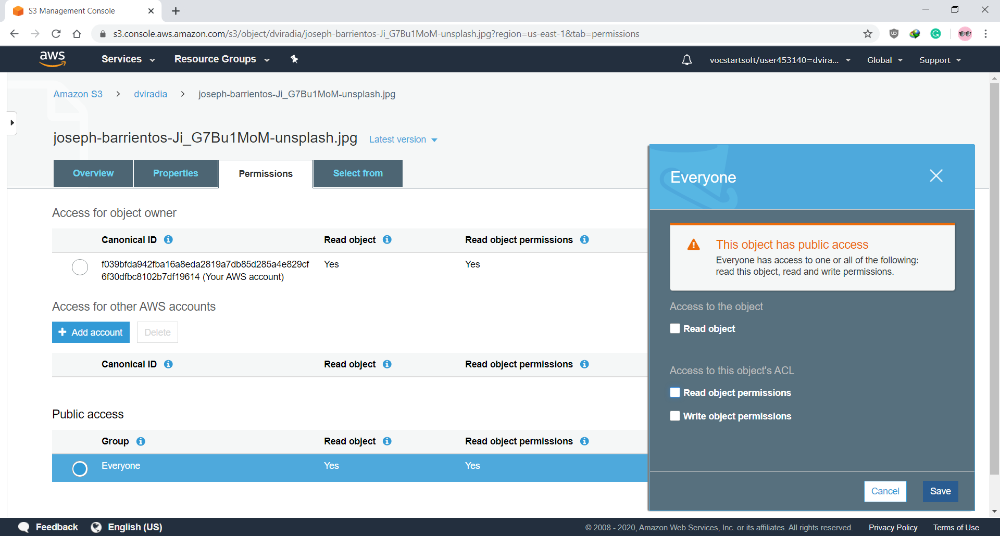 S3 Management Console
s3.console.aws.amazon.com/s3/object/dviradia/joseph-barrientos-Ji_G7Bu1MoM-unsplash.jpg?region=us-east-1&tab=permissions
aws Services Resource Groups vocstartsoft/user453140=dvira... Global Support
Amazon S3 > dviradia > joseph-barrientos-Ji_G7Bu1MoM-unsplash.jpg
joseph-barrientos-Ji_G7Bu1MoM-unsplash.jpg Latest version
Overview Properties Permissions Select from
Access for object owner
Canonical ID Read object Read object permissions
f039bfda942fba16a8eda2819a7db85d285a4e829cf Yes Yes
6f30dfbc8102b7df19614 (Your AWS account)
Access for other AWS accounts
+ Add account Delete
Canonical ID Read object Read object permissions
Public access
Group Read object Read object permissions
Everyone Yes Yes
Everyone
This object has public access
Everyone has access to one or all of the following:
read this object, read and write permissions.
Access to the object
Read object
Access to this object's ACL
Read object permissions
Write object permissions
Cancel Save
Feedback English (US) © 2008 - 2020, Amazon Web Services, Inc. or its affiliates. All rights reserved. Privacy Policy Terms of Use